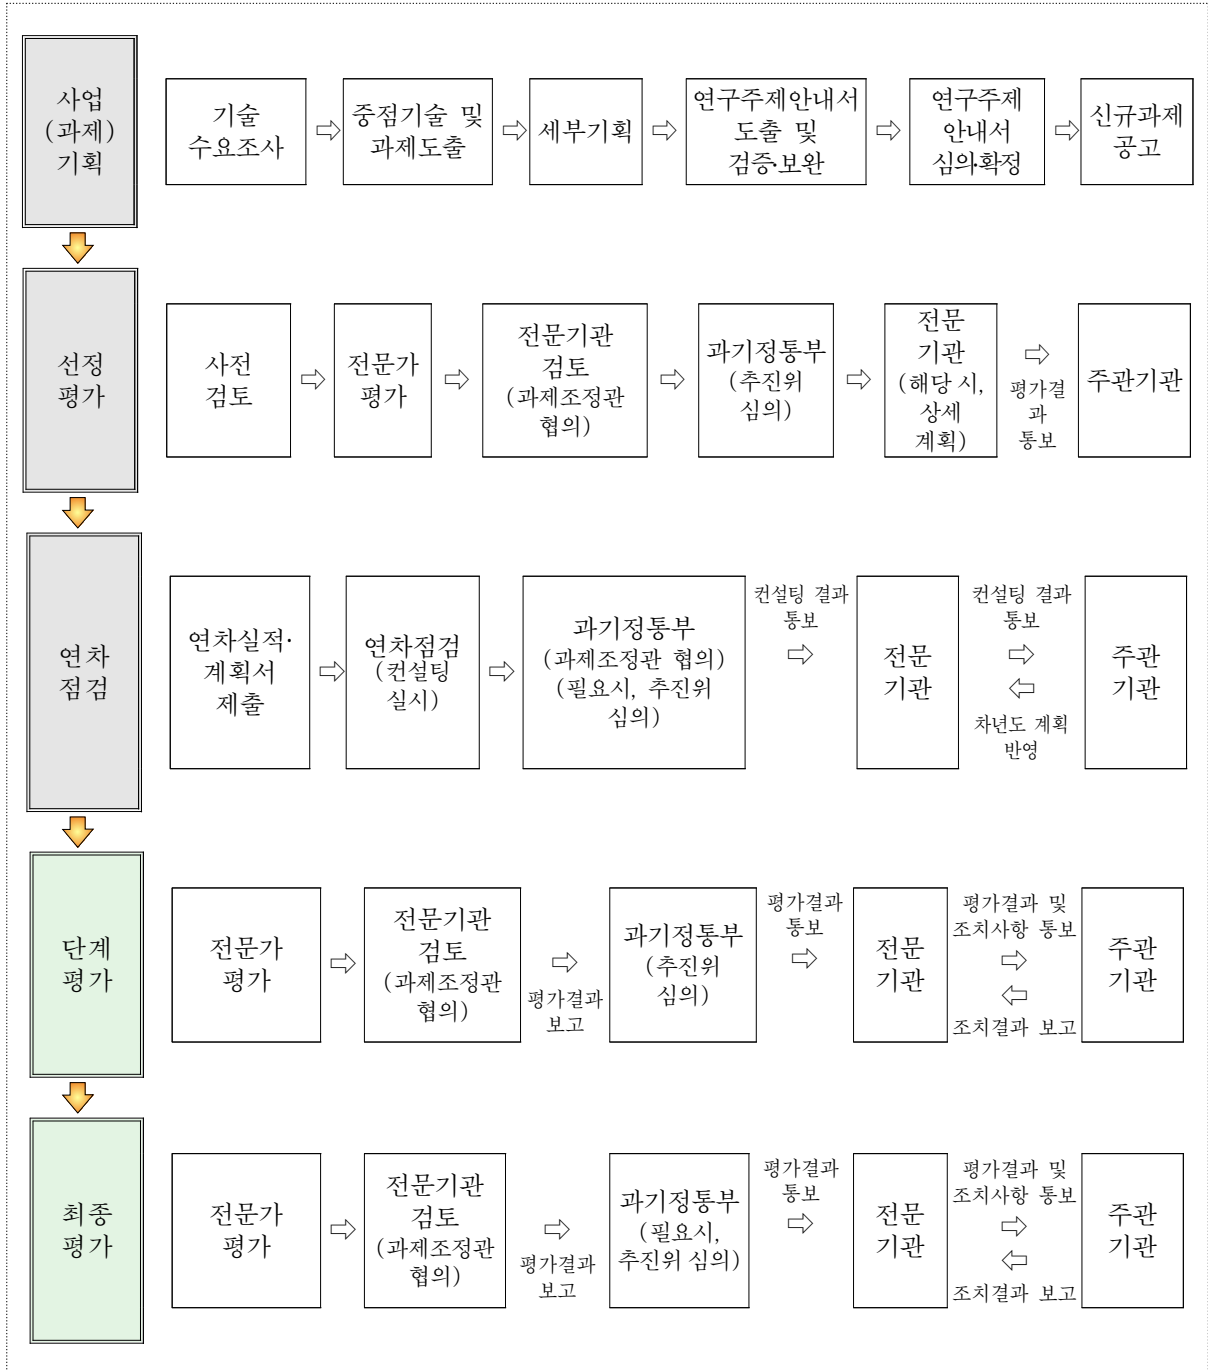 사업
(과제)
기획
기술
수요조사
중점기술 및
과제도출
세부기획
연구주제안내서
도출 및
검증·보완
연구주제
안내서
심의·확정
신규과제
공고
선정
평가
사전
검토
전문가
평가
전문기관
검토
(과제조정관
협의)
과기정통부
(추진위
심의)
전문
기관
(해당 시,
상세
계획)
평가결
과
통보
주관기관
연차
점검
연차실적·
계획서
제출
연차점검
(컨설팅
실시)
과기정통부
(과제조정관 협의)
(필요시, 추진위
심의)
컨설팅 결과
통보
전문
기관
컨설팅 결과
통보
차년도 계획
반영
주관
기관
단계
평가
전문가
평가
전문기관
검토
(과제조정관
협의)
평가결과
보고
과기정통부
(추진위
심의)
평가결과
통보
전문
기관
평가결과 및
조치사항 통보
조치결과 보고
주관
기관
최종
평가
전문가
평가
전문기관
검토
(과제조정관
협의)
평가결과
보고
과기정통부
(필요시,
추진위 심의)
평가결과
통보
전문
기관
평가결과 및
조치사항 통보
조치결과 보고
주관
기관